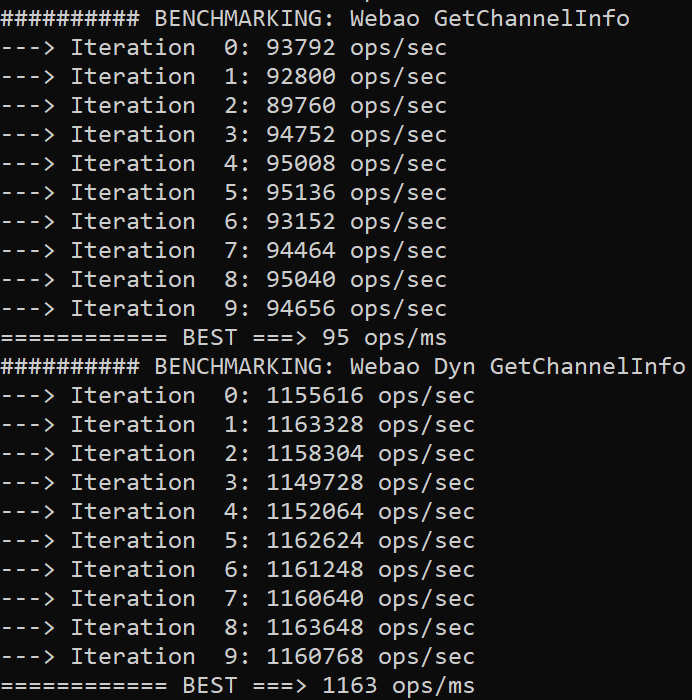 ########## BENCHMARKING: Webao GetChannelInfo
---> Iteration  0: 93792 ops/sec
---> Iteration  1: 92800 ops/sec
---> Iteration  2: 89760 ops/sec
---> Iteration  3: 94752 ops/sec
---> Iteration  4: 95008 ops/sec
---> Iteration  5: 95136 ops/sec
---> Iteration  6: 93152 ops/sec
---> Iteration  7: 94464 ops/sec
---> Iteration  8: 95040 ops/sec
---> Iteration  9: 94656 ops/sec
============ BEST ===> 95 ops/ms
########## BENCHMARKING: Webao Dyn GetChannelInfo
---> Iteration  0: 1155616 ops/sec
---> Iteration  1: 1163328 ops/sec
---> Iteration  2: 1158304 ops/sec
---> Iteration  3: 1149728 ops/sec
---> Iteration  4: 1152064 ops/sec
---> Iteration  5: 1162624 ops/sec
---> Iteration  6: 1161248 ops/sec
---> Iteration  7: 1160640 ops/sec
---> Iteration  8: 1163648 ops/sec
---> Iteration  9: 1160768 ops/sec
============ BEST ===> 1163 ops/ms